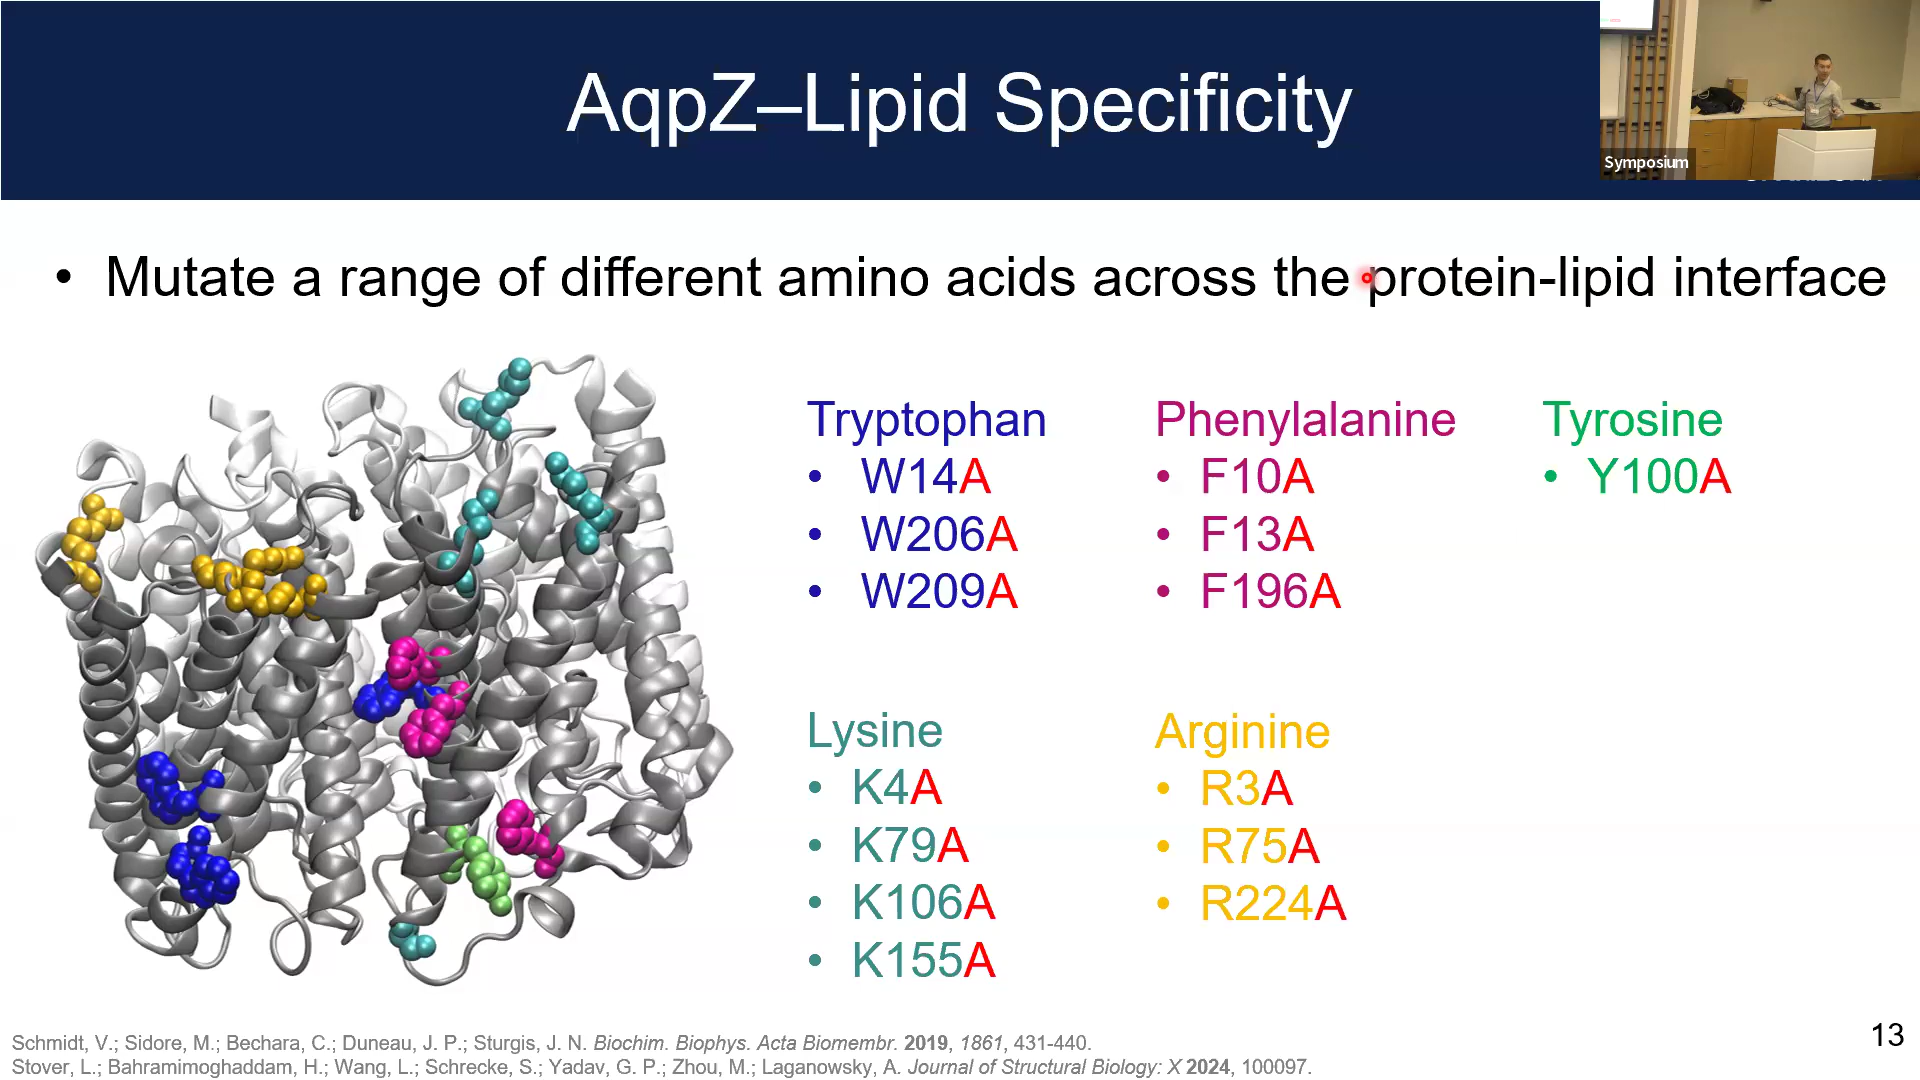 AqpZ–Lipid Specificity
Symposium
• Mutate a range of different amino acids across the protein-lipid interface
Tryptophan
• W14A
• W206A
• W209A
Phenylalanine
• F10A
• F13A
• F196A
Tyrosine
• Y100A
Lysine
• K4A
• K79A
• K106A
• K155A
Arginine
• R3A
• R75A
• R224A
Schmidt, V.; Sidore, M.; Bechara, C.; Duneau, J. P.; Sturgis, J. N. Biochim. Biophys. Acta Biomembr. 2019, 1861, 431-440.
Stover, L.; Bahramimoghaddam, H.; Wang, L.; Schrecke, S.; Yadav, G. P.; Zhou, M.; Laganowsky, A. Journal of Structural Biology: X 2024, 100097.
13